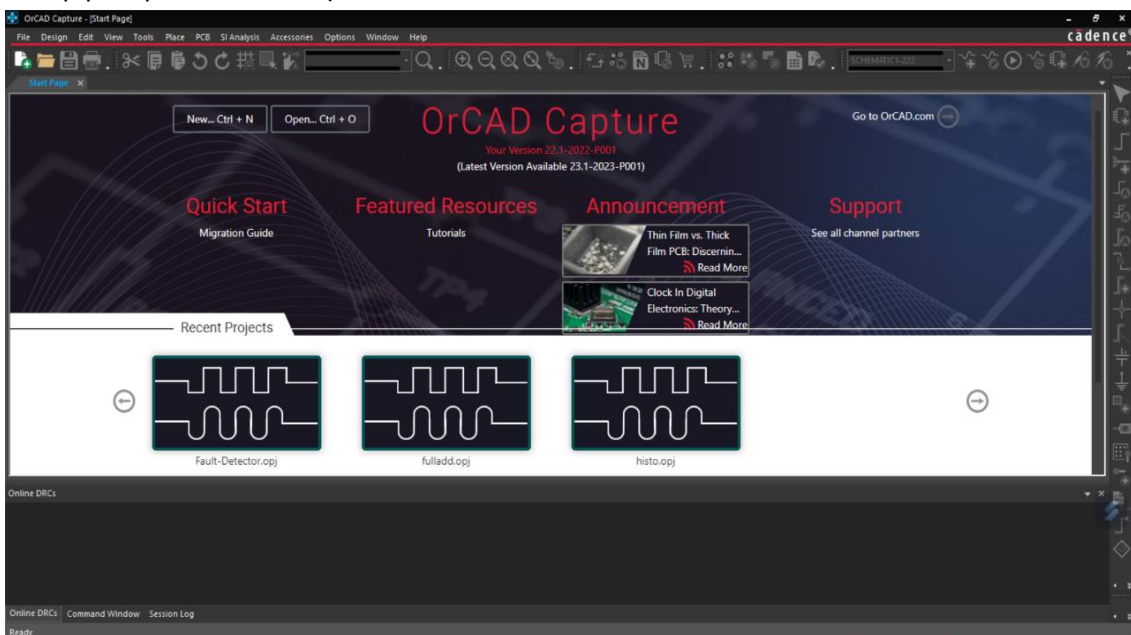 OrCAD Capture - [Start Page]
File Design Edit View Tools Place PCB SI Analysis Accessories Options Window Help
cādence
SCHEMATIC1-222
Start Page
New... Ctrl + N
Open... Ctrl + O
OrCAD Capture
Go to OrCAD.com
Your Version 22.1-2022-P001
(Latest Version Available 23.1-2023-P001)
Quick Start
Featured Resources
Announcement
Support
Migration Guide
Tutorials
See all channel partners
Thin Film vs. Thick
Film PCB: Discernin...
Read More
Clock In Digital
Electronics: Theory...
Read More
Recent Projects
Fault-Detector.opj
fulladd.opj
histo.opj
Online DRCs
Online DRCs Command Window Session Log
Ready